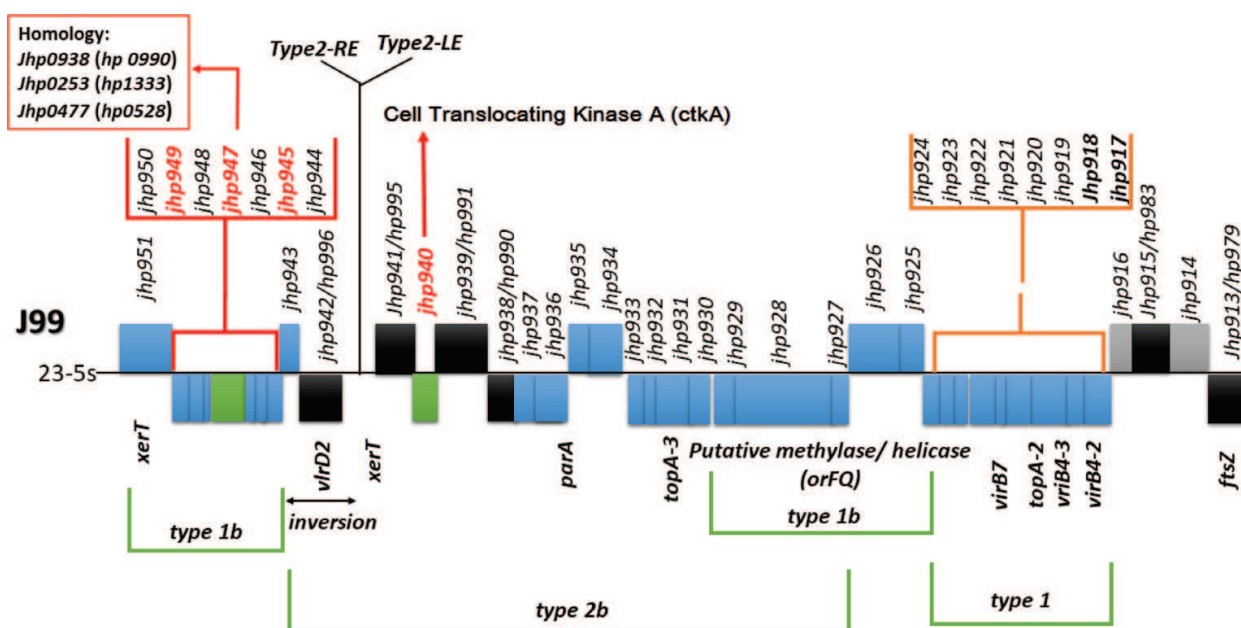 Homology:
Jhp0938 (hp 0990)
Jhp0253 (hp1333)
Jhp0477 (hp0528)
Type2-RE
Type2-LE
Cell Translocating Kinase A (ctkA)
jhp950
jhp949
jhp948
jhp947
jhp946
jhp945
jhp944
jhp924
jhp923
jhp922
jhp921
jhp920
jhp919
Jhp918
jhp917
jhp951
jhp943
jhp942/hp996
Jhp941/hp995
jhp940
Jhp939/hp991
jhp938/hp990
jhp937
jhp936
jhp935
jhp934
jhp933
jhp932
jhp931
jhp930
jhp929
jhp928
jhp927
jhp926
jhp925
jhp916
Jhp915/hp983
jhp914
Jhp913/hp979
J99
23-5s
xerT
vlrD2
xerT
parA
topA-3
Putative methylase/ helicase
(orFQ)
virB7
topA-2
vriB4-3
virB4-2
ftsZ
type 1b
inversion
type 1b
type 2b
type 1